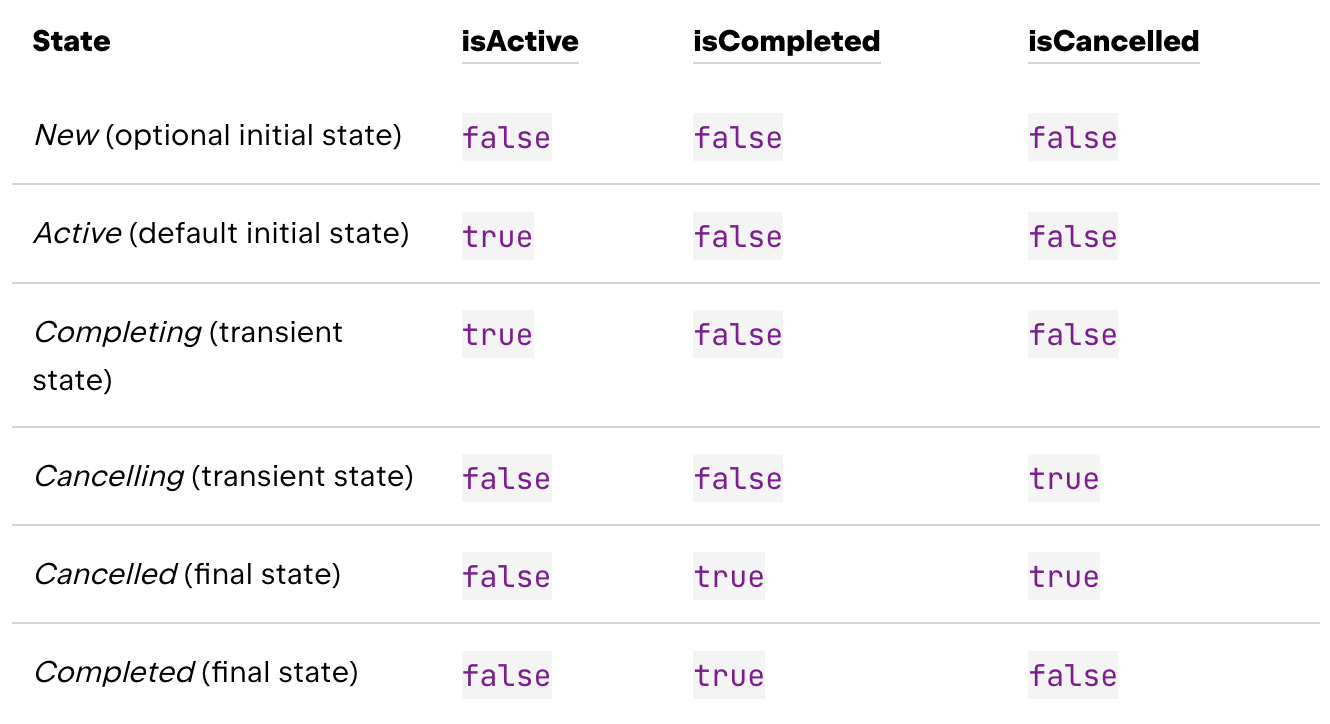 State isActive isCompleted isCancelled
New (optional initial state) false false false
Active (default initial state) true false false
Completing (transient true false false
state)
Cancelling (transient state) false false true
Cancelled (final state) false true true
Completed (final state) false true false